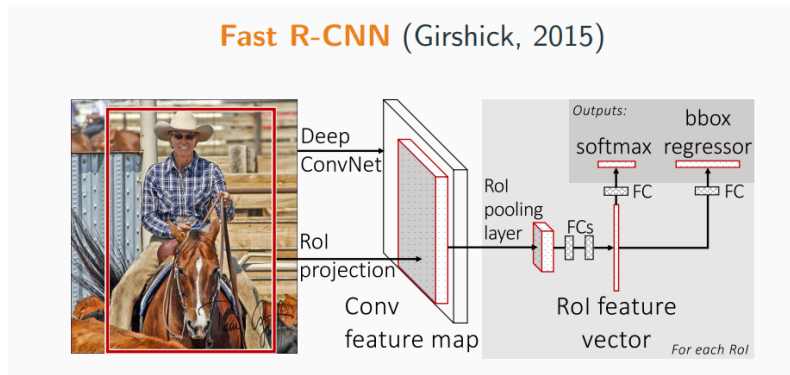 Fast R-CNN (Girshick, 2015)
Deep
ConvNet
RoI
projection
Conv
feature map
RoI
pooling
layer
FCs
RoI feature
vector
Outputs:
softmax
bbox
regressor
FC
FC
For each RoI